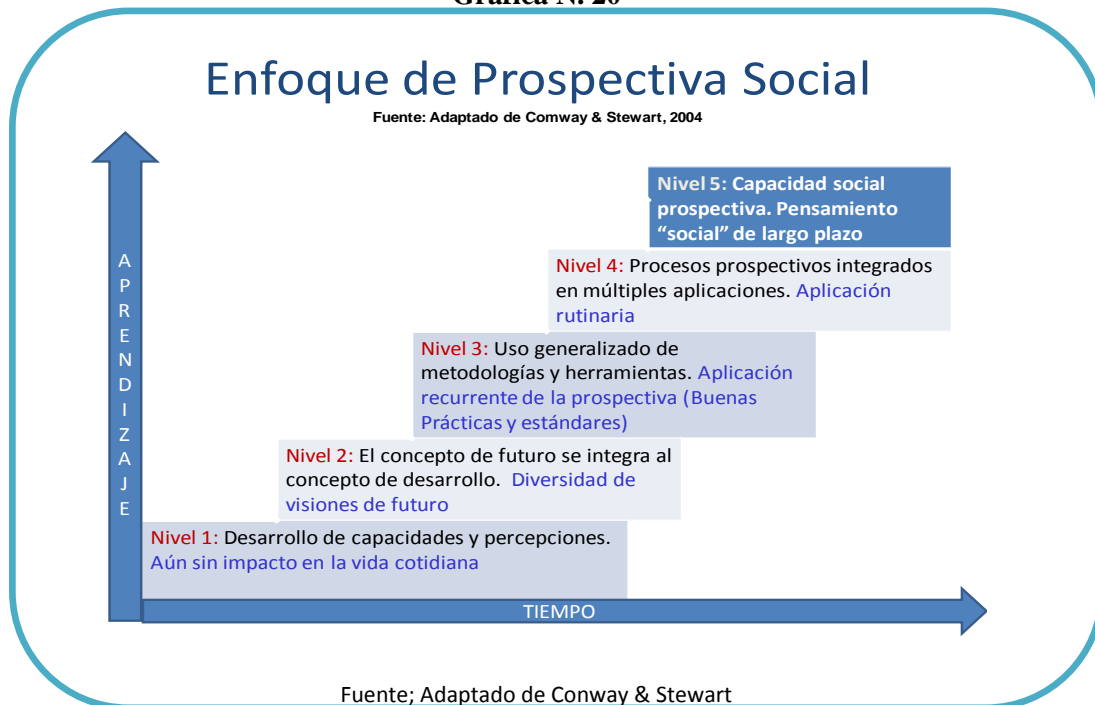 Gráfica N. 20
Enfoque de Prospectiva Social
Fuente: Adaptado de Comway & Stewart, 2004
Nivel 5: Capacidad social
prospectiva. Pensamiento
“social” de largo plazo
Nivel 4: Procesos prospectivos integrados
en múltiples aplicaciones. Aplicación
rutinaria
Nivel 3: Uso generalizado de
metodologías y herramientas. Aplicación
recurrente de la prospectiva (Buenas
Prácticas y estándares)
Nivel 2: El concepto de futuro se integra al
concepto de desarrollo. Diversidad de
visiones de futuro
Nivel 1: Desarrollo de capacidades y percepciones.
Aún sin impacto en la vida cotidiana
APRENDIZAJE
TIEMPO
Fuente; Adaptado de Conway & Stewart